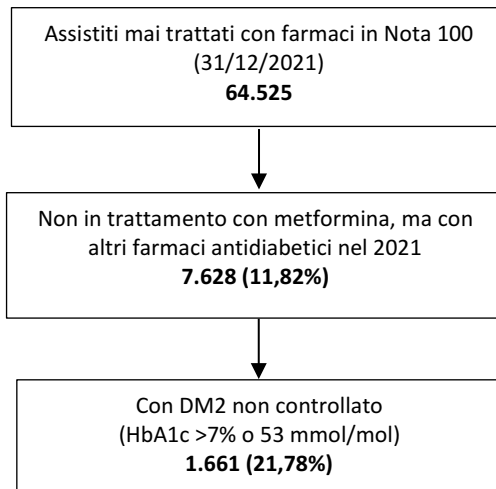 Assistiti mai trattati con farmaci in Nota 100
(31/12/2021)
64.525
Non in trattamento con metformina, ma con
altri farmaci antidiabetici nel 2021
7.628 (11,82%)
Con DM2 non controllato
(HbA1c >7% o 53 mmol/mol)
1.661 (21,78%)